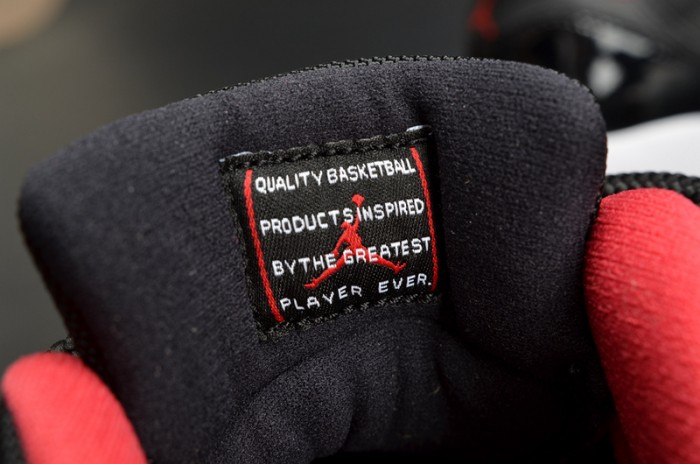 QUALITY BASKETBALL
PRODUCTS INSPIRED
BY THE GREATEST
PLAYER EVER.